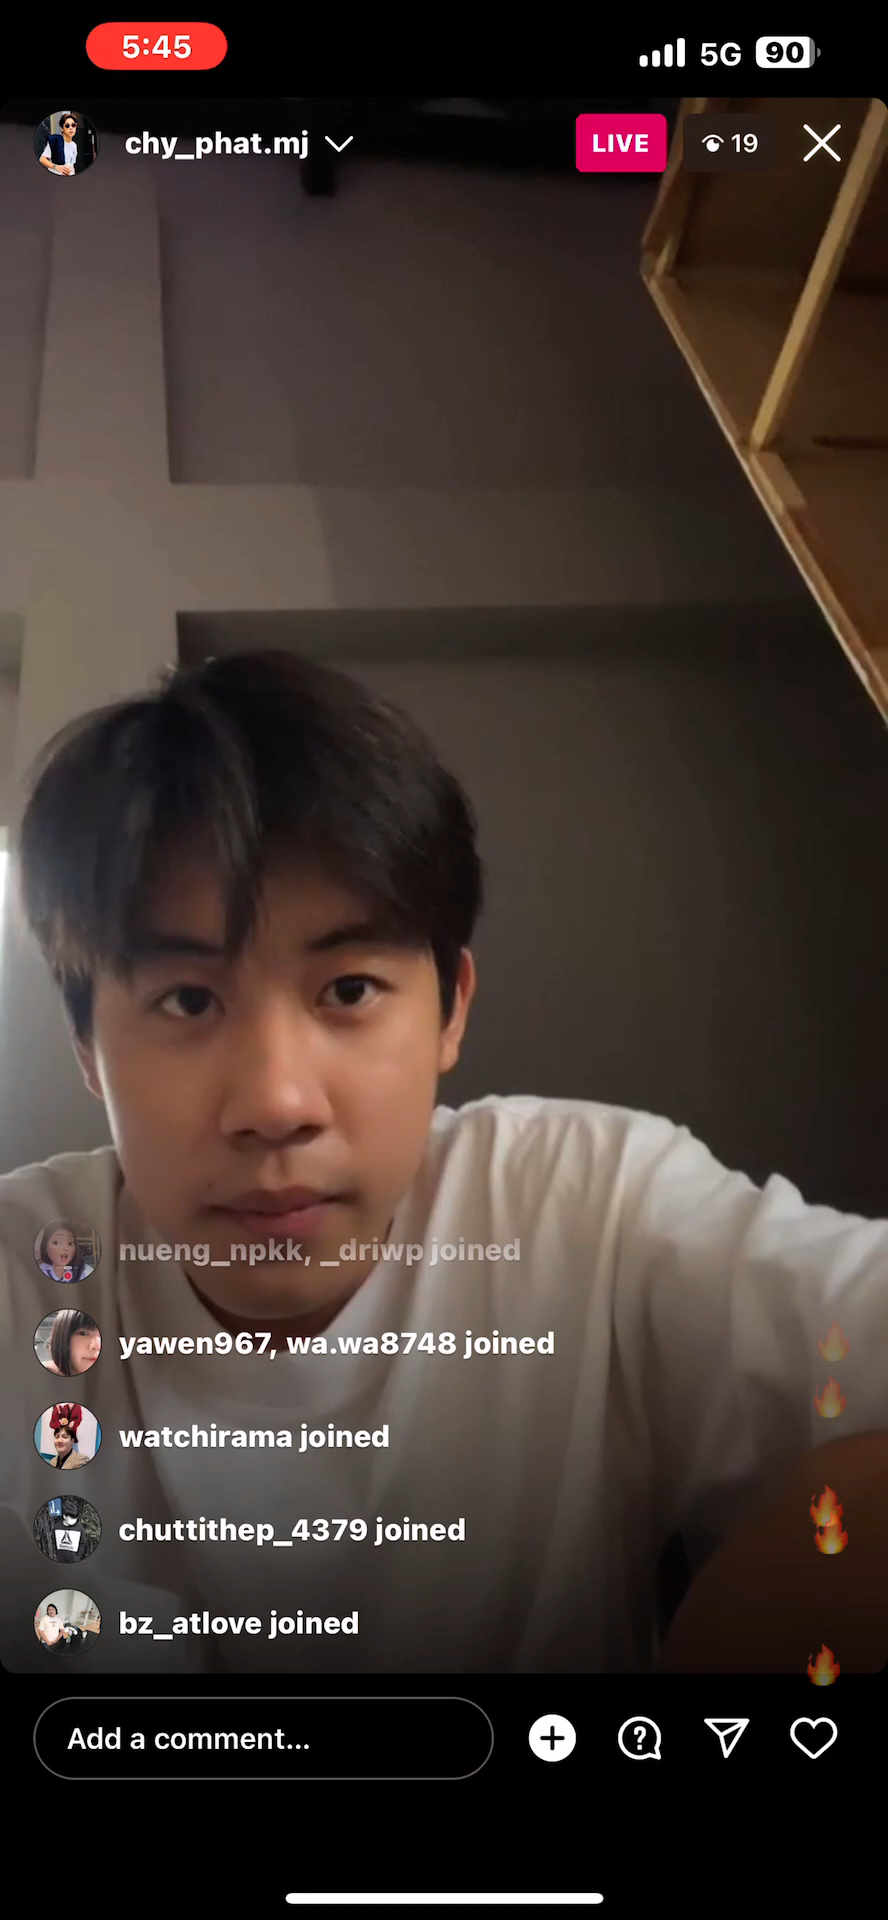 5:45
5G 90
chy_phat.mj
LIVE
19
nueng_npkk, _driwp joined
yawen967, wa.wa8748 joined
watchirama joined
chuttithep_4379 joined
bz_atlove joined
Add a comment...